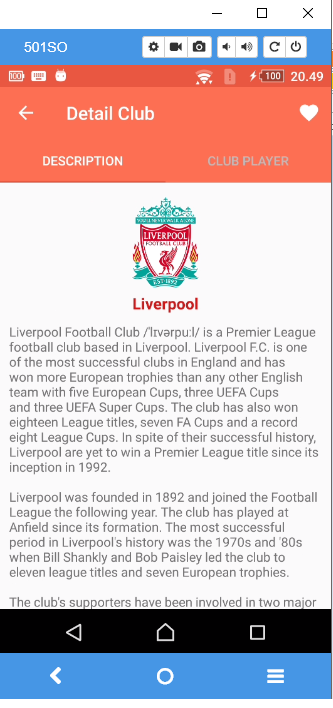 501SO
100
100
20.49
Detail Club
DESCRIPTION
CLUB PLAYER
YOU'LL NEVER WALK ALONE
LIVERPOOL
FOOTBALL CLUB
EST·1892
Liverpool
Liverpool Football Club /ˈlɪvərpuːl/ is a Premier League
football club based in Liverpool. Liverpool F.C. is one
of the most successful clubs in England and has
won more European trophies than any other English
team with five European Cups, three UEFA Cups
and three UEFA Super Cups. The club has also won
eighteen League titles, seven FA Cups and a record
eight League Cups. In spite of their successful history,
Liverpool are yet to win a Premier League title since its
inception in 1992.
Liverpool was founded in 1892 and joined the Football
League the following year. The club has played at
Anfield since its formation. The most successful
period in Liverpool's history was the 1970s and '80s
when Bill Shankly and Bob Paisley led the club to
eleven league titles and seven European trophies.
The club's supporters have been involved in two major